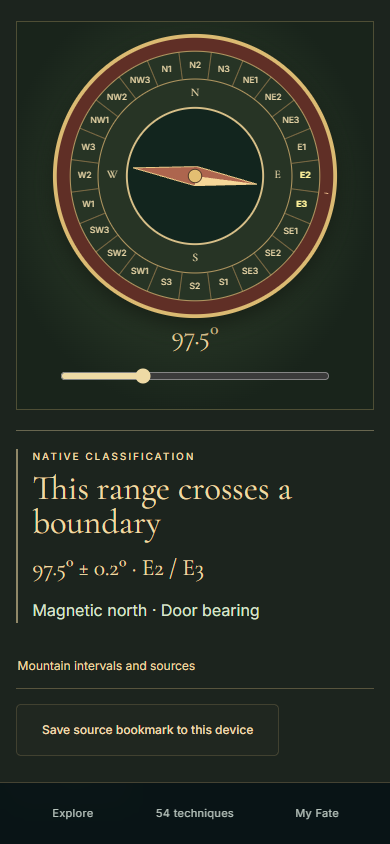 N1 N2 N3
NW3 NE1
NW2 N NE2
NW1 NE3
W3 E1
W2 W E E2
W1 E3
SW3 SE1
SW2 S SE2
SW1 SE3
S3 S2 S1
97.5°
NATIVE CLASSIFICATION
This range crosses a
boundary
97.5° ± 0.2° · E2 / E3
Magnetic north · Door bearing
Mountain intervals and sources
Save source bookmark to this device
Explore 54 techniques My Fate